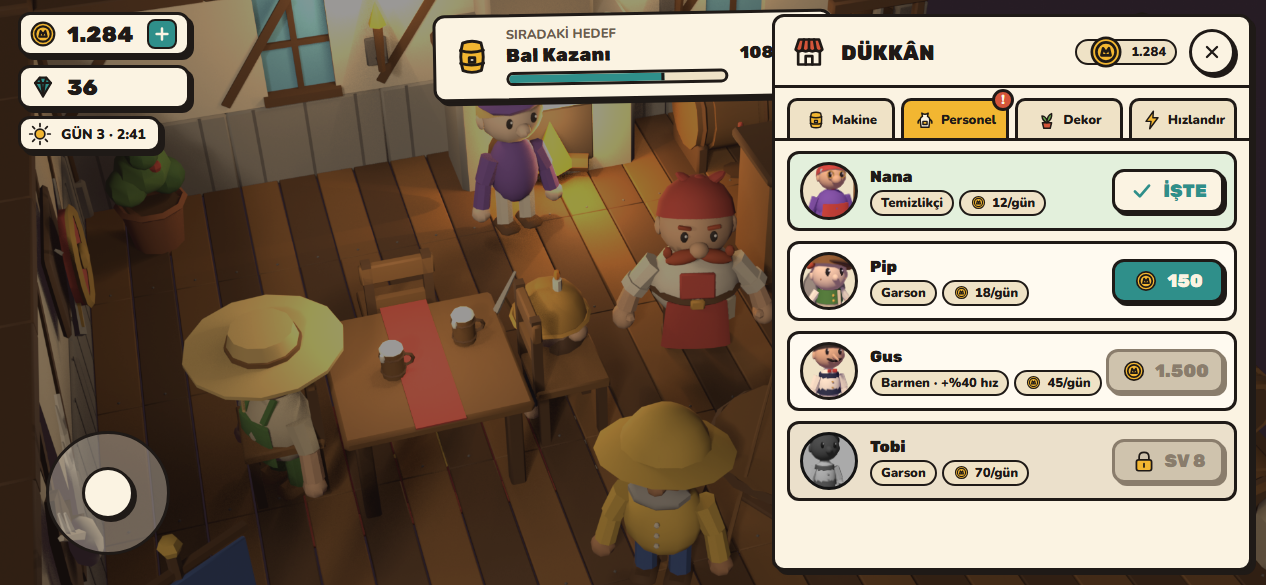 1.284
36
GÜN 3 · 2:41
SIRADAKİ HEDEF
Bal Kazanı
108
DÜKKÂN
1.284
Makine
Personel
!
Dekor
Hızlandır
Nana
Temizlikçi
12/gün
İŞTE
Pip
Garson
18/gün
150
Gus
Barmen · +%40 hız
45/gün
1.500
Tobi
Garson
70/gün
SV 8